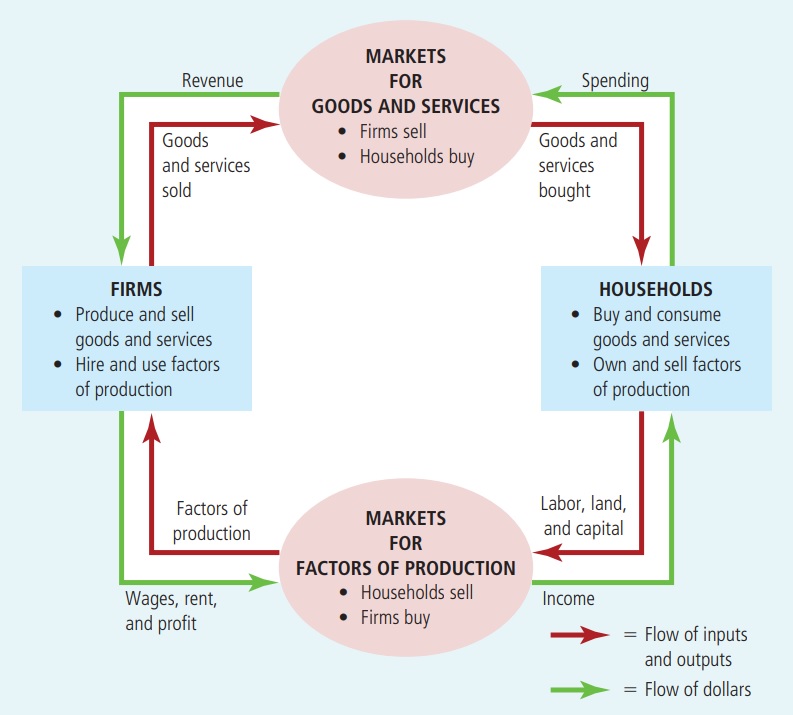 MARKETS
FOR
GOODS AND SERVICES
• Firms sell
• Households buy
Revenue
Spending
Goods
and services
sold
Goods and
services
bought
FIRMS
• Produce and sell
goods and services
• Hire and use factors
of production
HOUSEHOLDS
• Buy and consume
goods and services
• Own and sell factors
of production
Factors of
production
Labor, land,
and capital
MARKETS
FOR
FACTORS OF PRODUCTION
• Households sell
• Firms buy
Wages, rent,
and profit
Income
= Flow of inputs
and outputs
= Flow of dollars